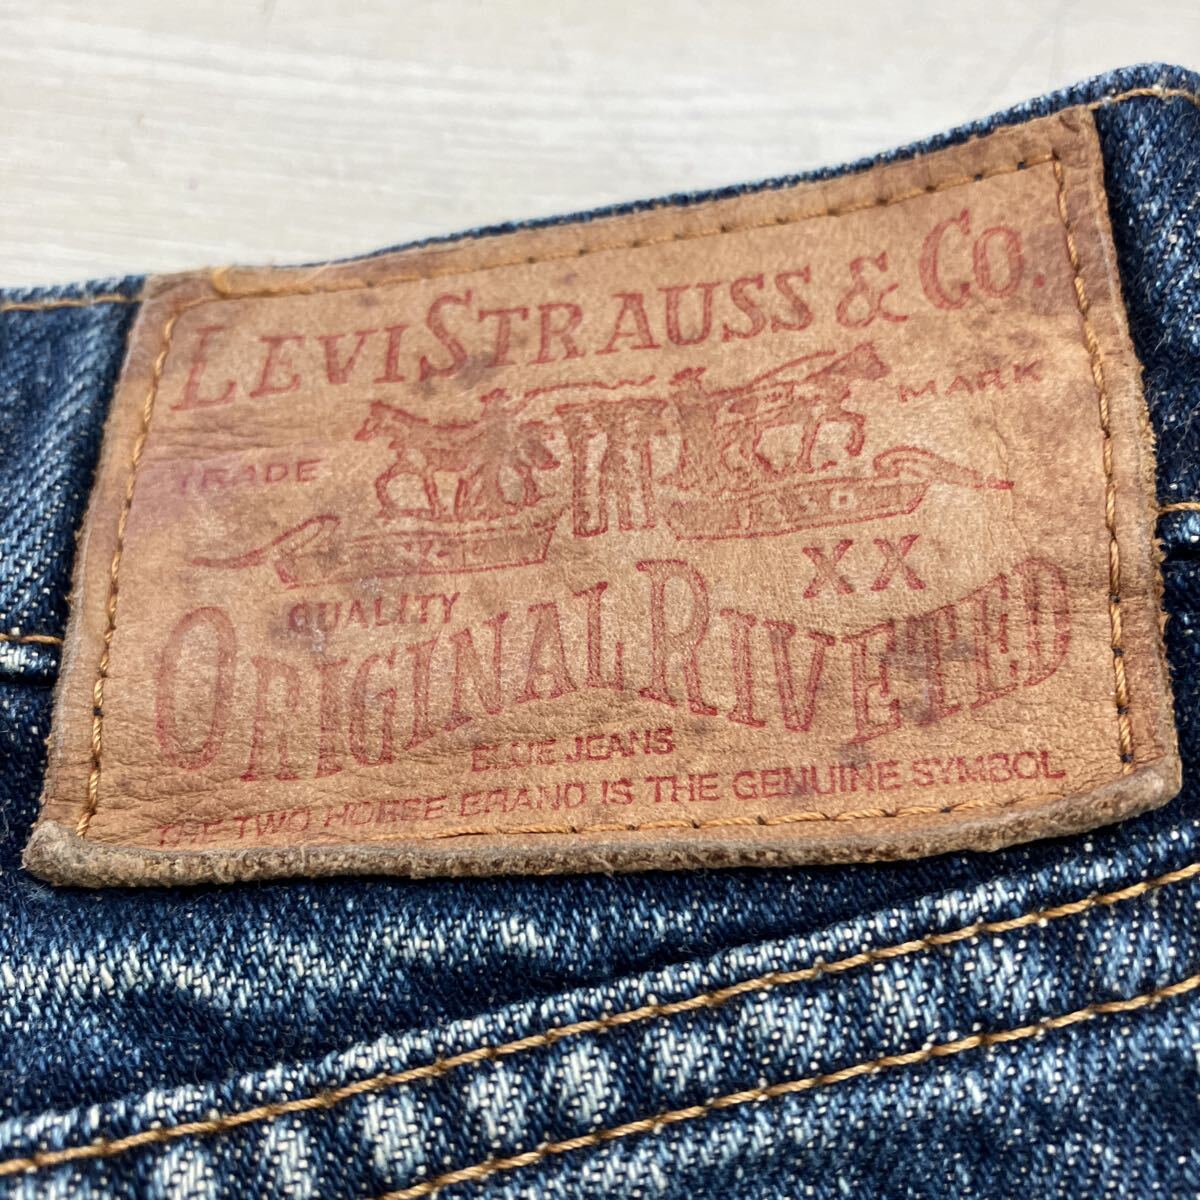 LEVI STRAUSS & CO.
TRADE MARK
QUALITY XX
ORIGINAL RIVETED
BLUE JEANS
THE TWO HORSE BRAND IS THE GENUINE SYMBOL